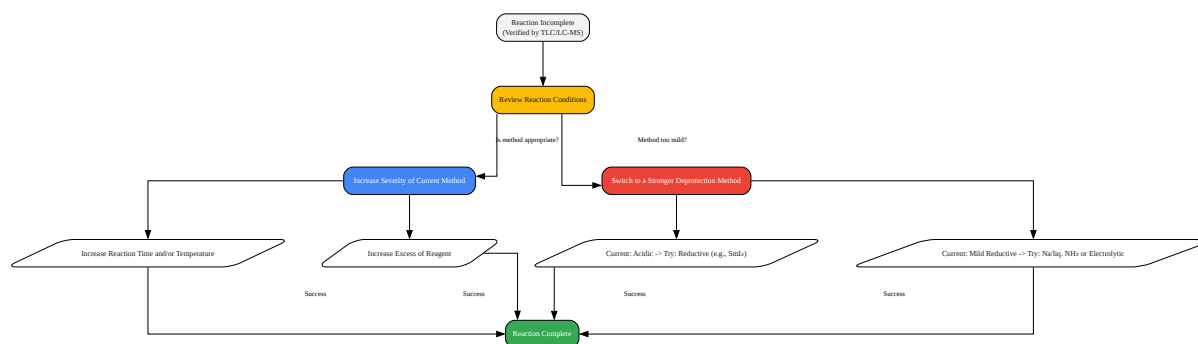 Reaction Incomplete
(Verified by TLC/LC-MS)
Review Reaction Conditions
Is method appropriate?
Method too mild?
Increase Severity of Current Method
Switch to a Stronger Deprotection Method
Increase Reaction Time and/or Temperature
Increase Excess of Reagent
Current: Acidic -> Try: Reductive (e.g., SmI₂)
Current: Mild Reductive -> Try: Na/liq. NH₃ or Electrolytic
Success
Success
Success
Success
Reaction Complete